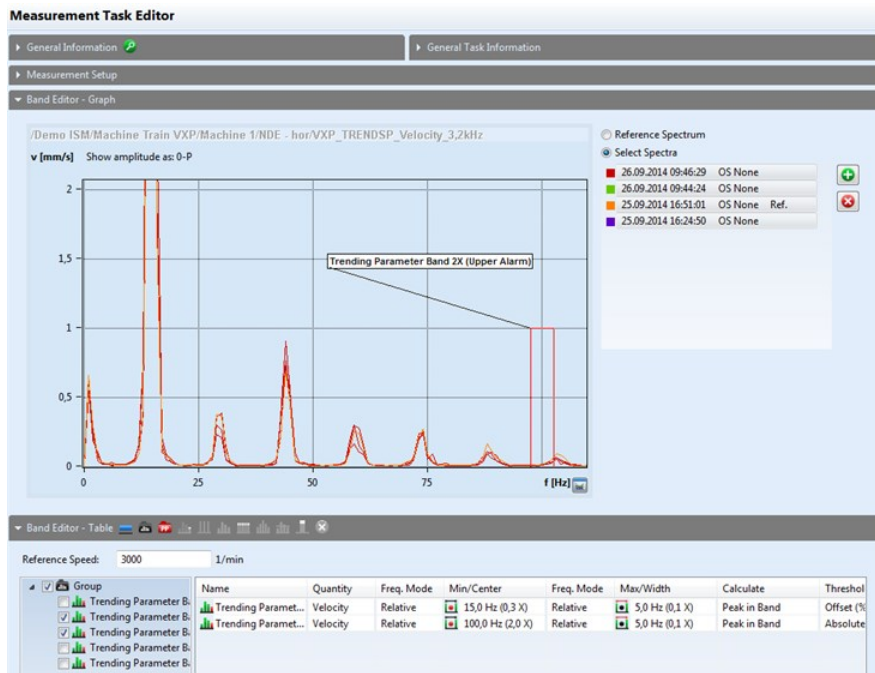 Measurement Task Editor
General Information
General Task Information
Measurement Setup
Band Editor - Graph
/Demo ISM/Machine Train VXP/Machine 1/NDE - hor/VXP_TRENDSP_Velocity_3,2kHz
v [mm/s] Show amplitude as: 0-P
Reference Spectrum
Select Spectra
26.09.2014 09:46:29 OS None
26.09.2014 09:44:24 OS None
25.09.2014 16:51:01 OS None Ref.
25.09.2014 16:24:50 OS None
2
1,5
Trending Parameter Band 2X (Upper Alarm)
1
0,5
0
0 25 50 75 f [Hz]
Band Editor - Table
Reference Speed: 3000 1/min
Group
Trending Parameter B
Trending Parameter B
Trending Parameter B
Trending Parameter B
Trending Parameter B
Name Quantity Freq. Mode Min/Center Freq. Mode Max/Width Calculate Threshol
Trending Paramet... Velocity Relative 15,0 Hz (0,3 X) Relative 5,0 Hz (0,1 X) Peak in Band Offset (%
Trending Paramet... Velocity Relative 100,0 Hz (2,0 X) Relative 5,0 Hz (0,1 X) Peak in Band Absolute